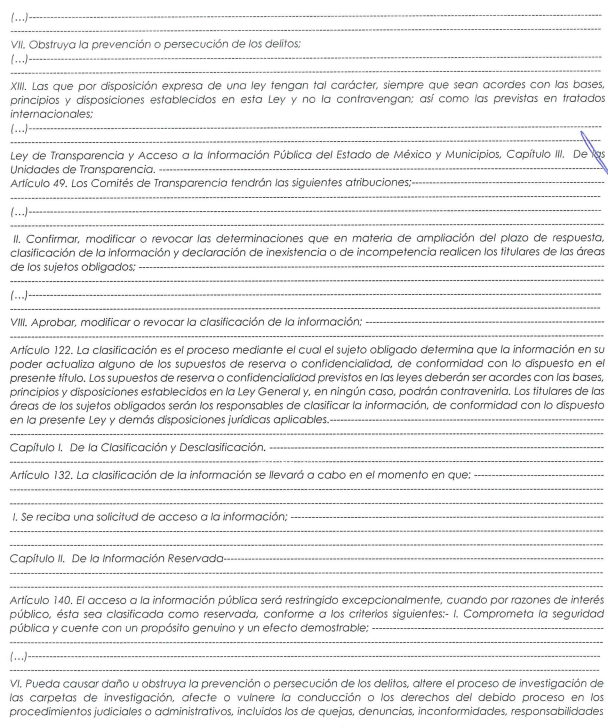 (...)------------------------------
VII. Obstruya la prevención o persecución de los delitos;
(...)------------------------------
XIII. Las que por disposición expresa de una ley tengan tal carácter, siempre que sean acordes con las bases,
principios y disposiciones establecidos en esta Ley y no la contravengan; así como las previstas en tratados
internacionales;
(...)------------------------------
Ley de Transparencia y Acceso a la Información Pública del Estado de México y Municipios, Capítulo III. De las
Unidades de Transparencia. ------------------------------
Artículo 49. Los Comités de Transparencia tendrán las siguientes atribuciones;------------------------------
(...)------------------------------
II. Confirmar, modificar o revocar las determinaciones que en materia de ampliación del plazo de respuesta,
clasificación de la información y declaración de inexistencia o de incompetencia realicen los titulares de las áreas
de los sujetos obligados; ------------------------------
(...)------------------------------
VIII. Aprobar, modificar o revocar la clasificación de la información; ------------------------------
Artículo 122. La clasificación es el proceso mediante el cual el sujeto obligado determina que la información en su
poder actualiza alguno de los supuestos de reserva o confidencialidad, de conformidad con lo dispuesto en el
presente título. Los supuestos de reserva o confidencialidad previstos en las leyes deberán ser acordes con las bases,
principios y disposiciones establecidos en la Ley General y, en ningún caso, podrán contravenirla. Los titulares de las
áreas de los sujetos obligados serán los responsables de clasificar la información, de conformidad con lo dispuesto
en la presente Ley y demás disposiciones jurídicas aplicables.------------------------------
Capítulo I. De la Clasificación y Desclasificación. ------------------------------
Artículo 132. La clasificación de la información se llevará a cabo en el momento en que: ------------------------------
I. Se reciba una solicitud de acceso a la información; ------------------------------
Capítulo II. De la Información Reservada------------------------------
Artículo 140. El acceso a la información pública será restringido excepcionalmente, cuando por razones de interés
público, ésta sea clasificada como reservada, conforme a los criterios siguientes:- I. Comprometa la seguridad
pública y cuente con un propósito genuino y un efecto demostrable; ------------------------------
(...)------------------------------
VI. Pueda causar daño u obstruya la prevención o persecución de los delitos, altere el proceso de investigación de
las carpetas de investigación, afecte o vulnere la conducción o los derechos del debido proceso en los
procedimientos judiciales o administrativos, incluidos los de quejas, denuncias, inconformidades, responsabilidades